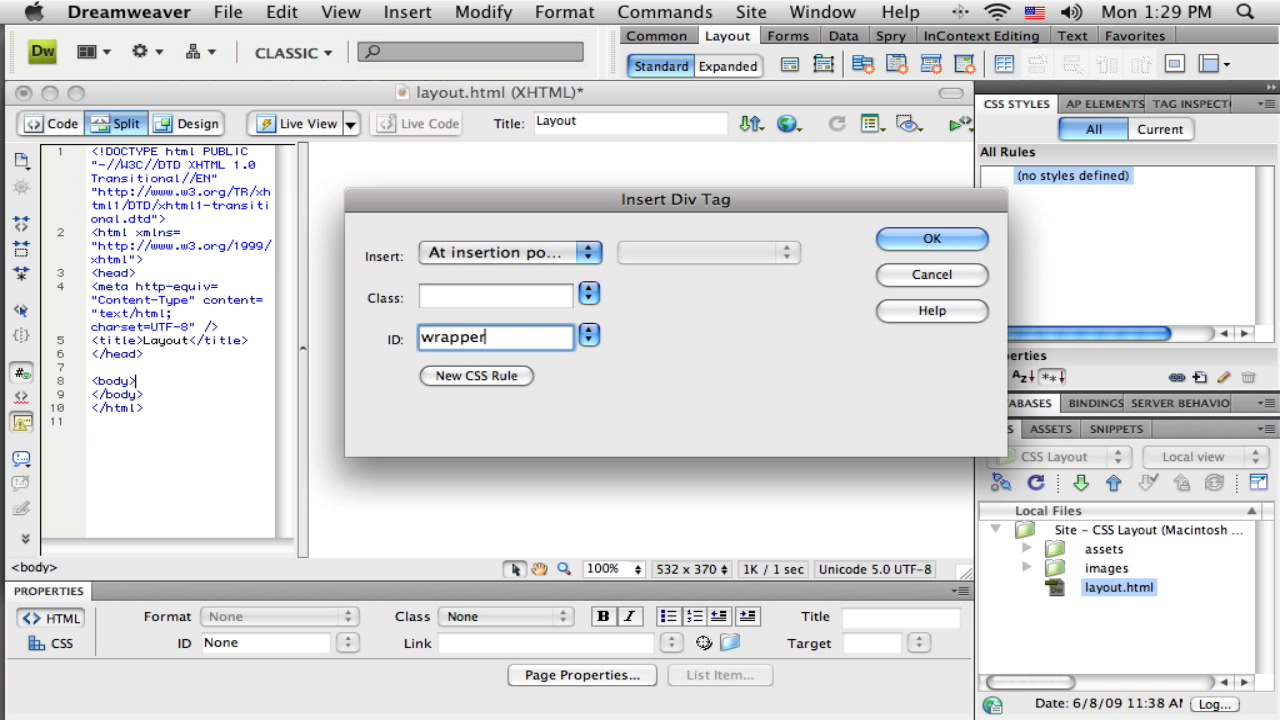 Dreamweaver File Edit View Insert Modify Format Commands Site Window Help Mon 1:29 PM
Dw CLASSIC
Common Layout Forms Data Spry InContext Editing Text Favorites
Standard Expanded
layout.html (XHTML)*
Code Split Design Live View Live Code Title: Layout
1 <!DOCTYPE html PUBLIC
"-//W3C//DTD XHTML 1.0
Transitional//EN"
"http://www.w3.org/TR/xh
tml1/DTD/xhtml1-transiti
onal.dtd">
2 <html xmlns=
"http://www.w3.org/1999/
xhtml">
3 <head>
4 <meta http-equiv=
"Content-Type" content=
"text/html;
charset=UTF-8" />
5 <title>Layout</title>
6 </head>
7
8 <body>
9 </body>
10 </html>
11
Insert Div Tag
Insert: At insertion po...
Class:
ID: wrapper
New CSS Rule
OK
Cancel
Help
CSS STYLES AP ELEMENTS TAG INSPECT
All Current
All Rules
(no styles defined)
perties
Az **
ABASES BINDINGS SERVER BEHAVIO
S ASSETS SNIPPETS
CSS Layout Local view
Local Files
Site - CSS Layout (Macintosh ...
assets
images
layout.html
Date: 6/8/09 11:38 AM Log...
<body> 100% 532 x 370 1K / 1 sec Unicode 5.0 UTF-8
PROPERTIES
<> HTML Format None Class None B I Title
CSS ID None Link Target
Page Properties... List Item...